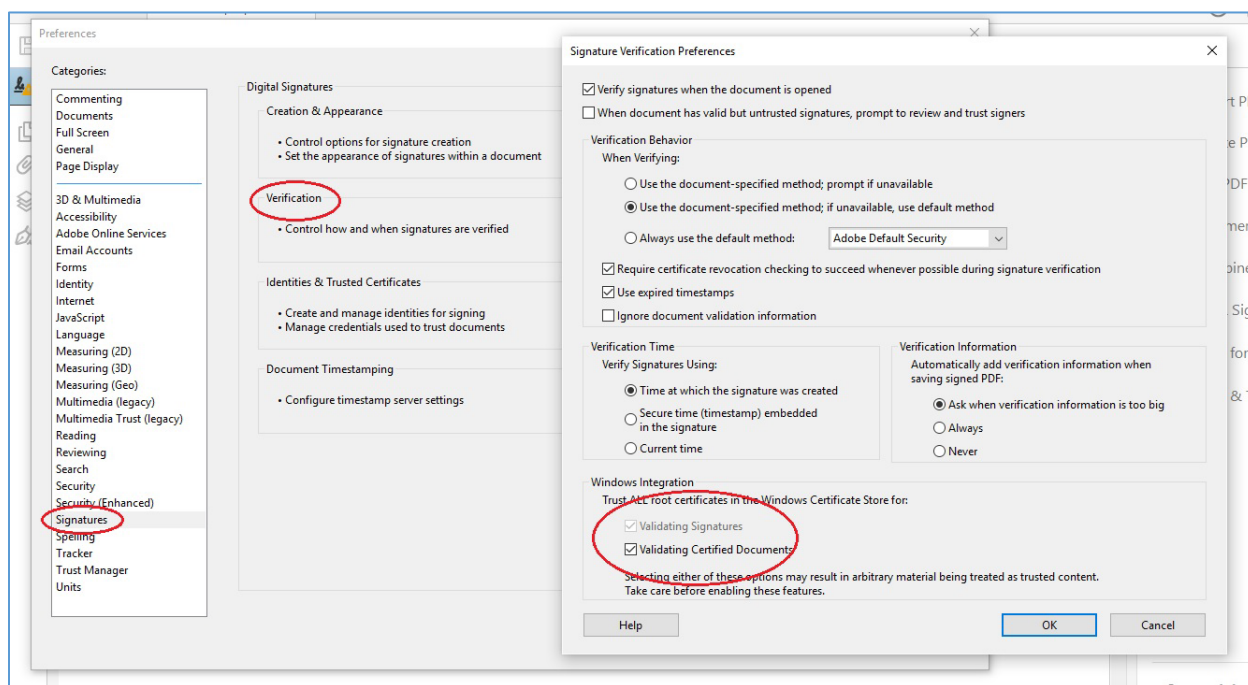 Preferences
Categories:
Commenting
Documents
Full Screen
General
Page Display
3D & Multimedia
Accessibility
Adobe Online Services
Email Accounts
Forms
Identity
Internet
JavaScript
Language
Measuring (2D)
Measuring (3D)
Measuring (Geo)
Multimedia (legacy)
Multimedia Trust (legacy)
Reading
Reviewing
Search
Security
Security (Enhanced)
Signatures
Spelling
Tracker
Trust Manager
Units
Digital Signatures
Creation & Appearance
• Control options for signature creation
• Set the appearance of signatures within a document
Verification
• Control how and when signatures are verified
Identities & Trusted Certificates
• Create and manage identities for signing
• Manage credentials used to trust documents
Document Timestamping
• Configure timestamp server settings
Signature Verification Preferences
Verify signatures when the document is opened
When document has valid but untrusted signatures, prompt to review and trust signers
Verification Behavior
When Verifying:
Use the document-specified method; prompt if unavailable
Use the document-specified method; if unavailable, use default method
Always use the default method: Adobe Default Security
Require certificate revocation checking to succeed whenever possible during signature verification
Use expired timestamps
Ignore document validation information
Verification Time
Verify Signatures Using:
Time at which the signature was created
Secure time (timestamp) embedded
in the signature
Current time
Verification Information
Automatically add verification information when
saving signed PDF:
Ask when verification information is too big
Always
Never
Windows Integration
Trust ALL root certificates in the Windows Certificate Store for:
Validating Signatures
Validating Certified Documents
Selecting either of these options may result in arbitrary material being treated as trusted content.
Take care before enabling these features.
Help
OK
Cancel